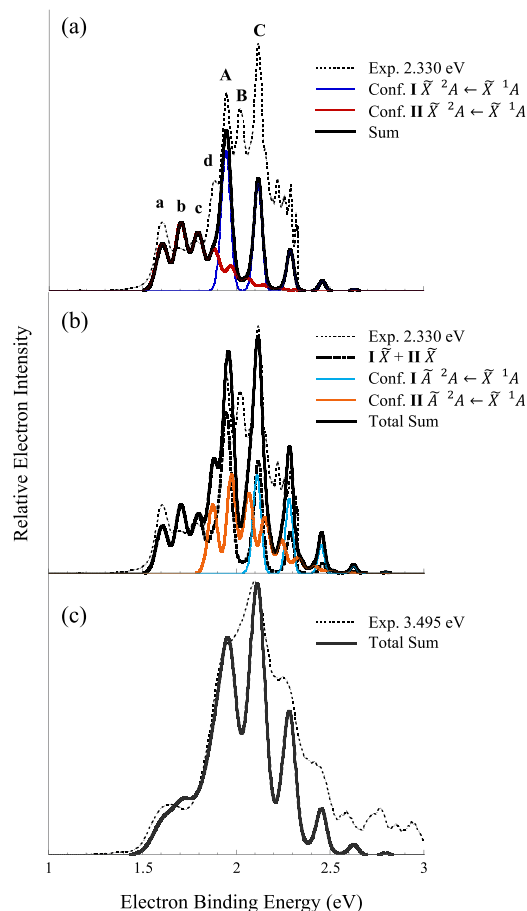 (a)
A
B
C
d
a
b
c
Exp. 2.330 eV
Conf. I X̃ ²A ← X̃ ¹A
Conf. II X̃ ²A ← X̃ ¹A
Sum
(b)
Exp. 2.330 eV
I X̃ + II X̃
Conf. I Ã ²A ← X̃ ¹A
Conf. II Ã ²A ← X̃ ¹A
Total Sum
(c)
Exp. 3.495 eV
Total Sum
Relative Electron Intensity
1 1.5 2 2.5 3
Electron Binding Energy (eV)